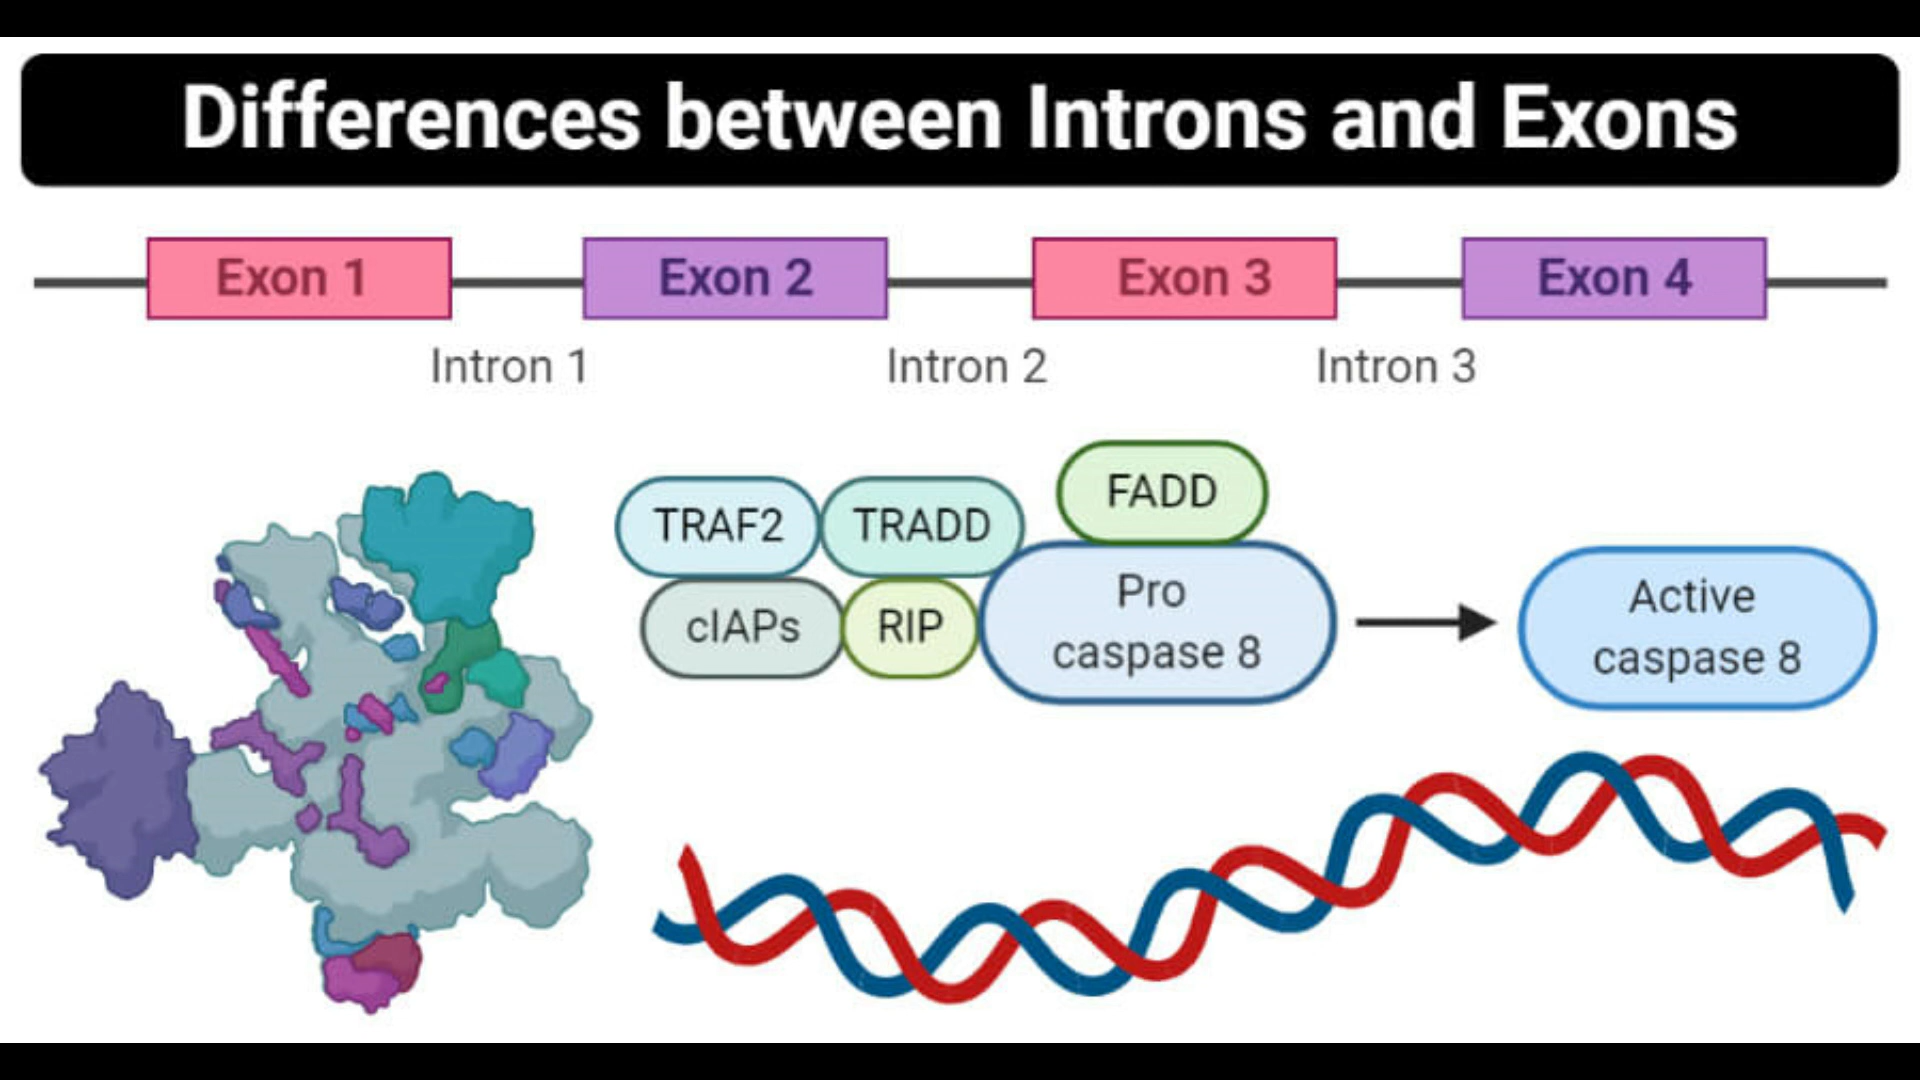 Differences between Introns and Exons
Exon 1
Exon 2
Exon 3
Exon 4
Intron 1
Intron 2
Intron 3
TRAF2
TRADD
FADD
cIAPs
RIP
Pro
caspase 8
Active
caspase 8